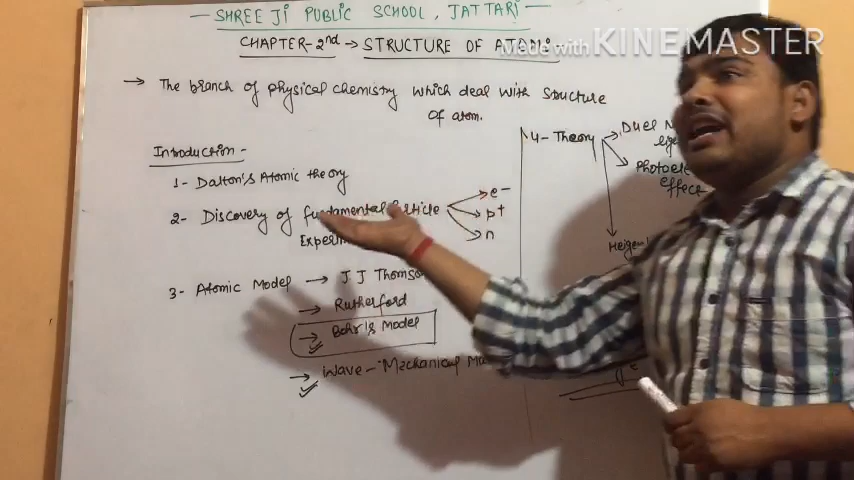 SHREE JI PUBLIC SCHOOL, JATTARI
CHAPTER-2nd → STRUCTURE OF ATOM
Made with KINEMASTER
→ The branch of physical chemistry which deal with structure
of atom.
Introduction -
1- Dalton's Atomic theory
2- Discovery of fundamental Particle
→ e-
→ p+
→ n
3- Atomic Model → J J Thomson
→ Rutherford
→ Bohr's Model
→ Wave-Mechanical
4- Theory → Duel
→ Photoele
effect